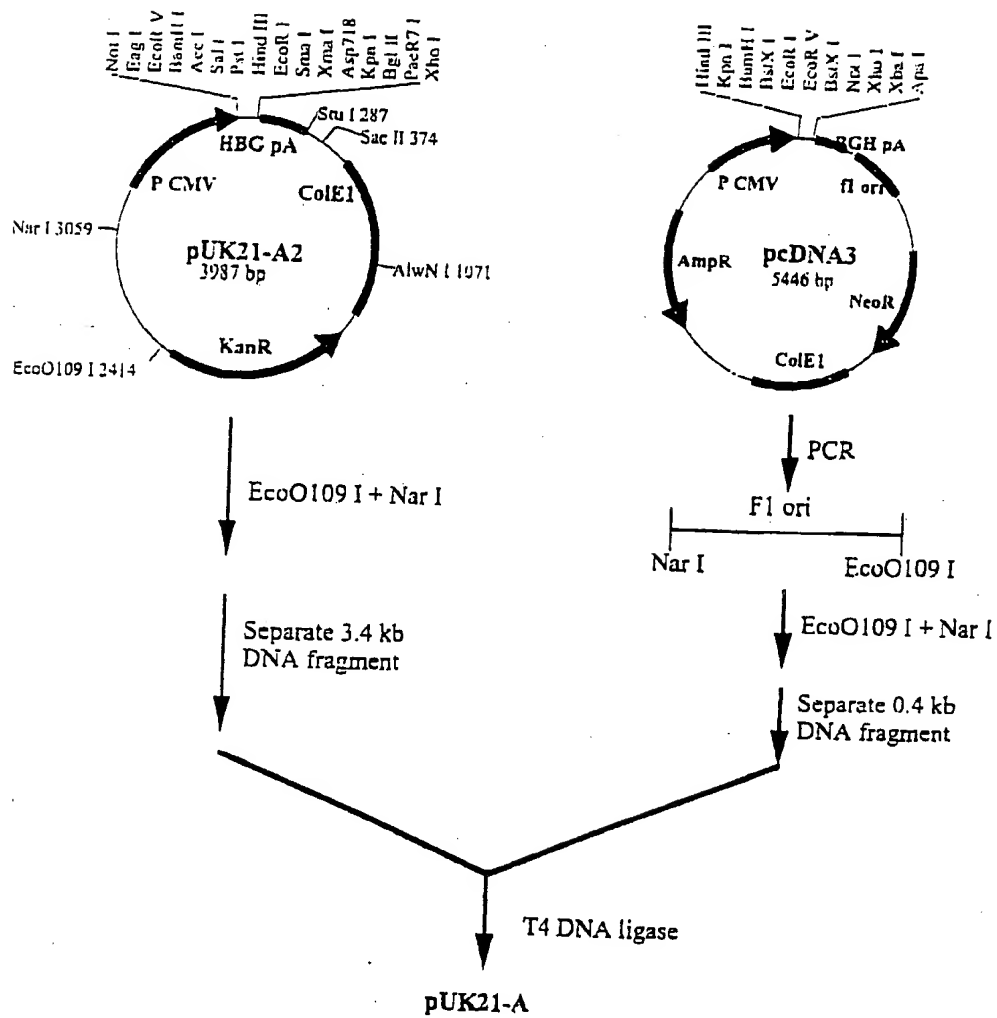 Not I
Eag I
EcoR V
BamH I
Acc I
Sal I
Pst I
Hind III
EcoR I
Sma I
Xma I
Asp718
Kpn I
Bgl II
PaeR7 I
Xho I
Stu I 287
Sac II 374
HBG pA
P CMV
ColE1
Nar I 3059
pUK21-A2
3987 bp
AlwN I 1071
KanR
EcoO109 I 2414
Hind III
Kpn I
BamH I
BstX I
EcoR I
EcoR V
BstX I
Not I
Xho I
Xba I
Apa I
BGH pA
P CMV
f1 ori
AmpR
pcDNA3
5446 bp
NeoR
ColE1
EcoO109 I + Nar I
PCR
F1 ori
Nar I
EcoO109 I
Separate 3.4 kb
DNA fragment
EcoO109 I + Nar I
Separate 0.4 kb
DNA fragment
T4 DNA ligase
pUK21-A